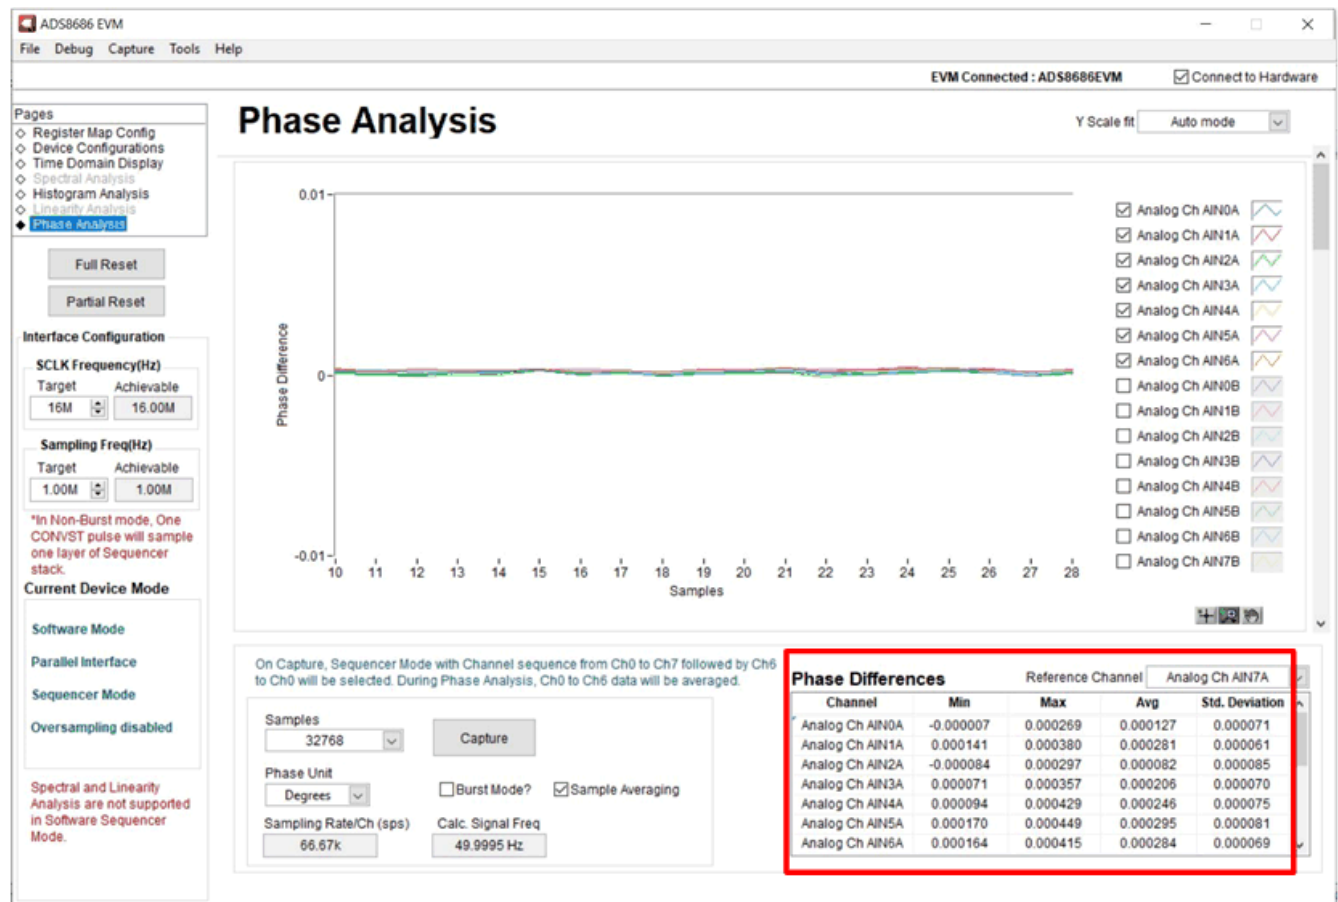 ADS8686 EVM
File Debug Capture Tools Help
EVM Connected : ADS8686EVM Connect to Hardware
Pages
Register Map Config
Device Configurations
Time Domain Display
Spectral Analysis
Histogram Analysis
Linearity Analysis
Phase Analysis
Full Reset
Partial Reset
Interface Configuration
SCLK Frequency(Hz)
Target Achievable
16M 16.00M
Sampling Freq(Hz)
Target Achievable
1.00M 1.00M
*In Non-Burst mode, One
CONVST pulse will sample
one layer of Sequencer
stack.
Current Device Mode
Software Mode
Parallel Interface
Sequencer Mode
Oversampling disabled
Spectral and Linearity
Analysis are not supported
in Software Sequencer
Mode.
Phase Analysis
Y Scale fit Auto mode
0.01
0
-0.01
Phase Difference
10 11 12 13 14 15 16 17 18 19 20 21 22 23 24 25 26 27 28
Samples
Analog Ch AIN0A
Analog Ch AIN1A
Analog Ch AIN2A
Analog Ch AIN3A
Analog Ch AIN4A
Analog Ch AIN5A
Analog Ch AIN6A
Analog Ch AIN0B
Analog Ch AIN1B
Analog Ch AIN2B
Analog Ch AIN3B
Analog Ch AIN4B
Analog Ch AIN5B
Analog Ch AIN6B
Analog Ch AIN7B
On Capture, Sequencer Mode with Channel sequence from Ch0 to Ch7 followed by Ch6
to Ch0 will be selected. During Phase Analysis, Ch0 to Ch6 data will be averaged.
Samples
32768
Capture
Phase Unit
Degrees
Burst Mode? Sample Averaging
Sampling Rate/Ch (sps) Calc. Signal Freq
66.67k 49.9995 Hz
Phase Differences Reference Channel Analog Ch AIN7A
Channel Min Max Avg Std. Deviation
Analog Ch AIN0A -0.000007 0.000269 0.000127 0.000071
Analog Ch AIN1A 0.000141 0.000380 0.000281 0.000061
Analog Ch AIN2A -0.000084 0.000297 0.000082 0.000085
Analog Ch AIN3A 0.000071 0.000357 0.000206 0.000070
Analog Ch AIN4A 0.000094 0.000429 0.000246 0.000075
Analog Ch AIN5A 0.000170 0.000449 0.000295 0.000081
Analog Ch AIN6A 0.000164 0.000415 0.000284 0.000069